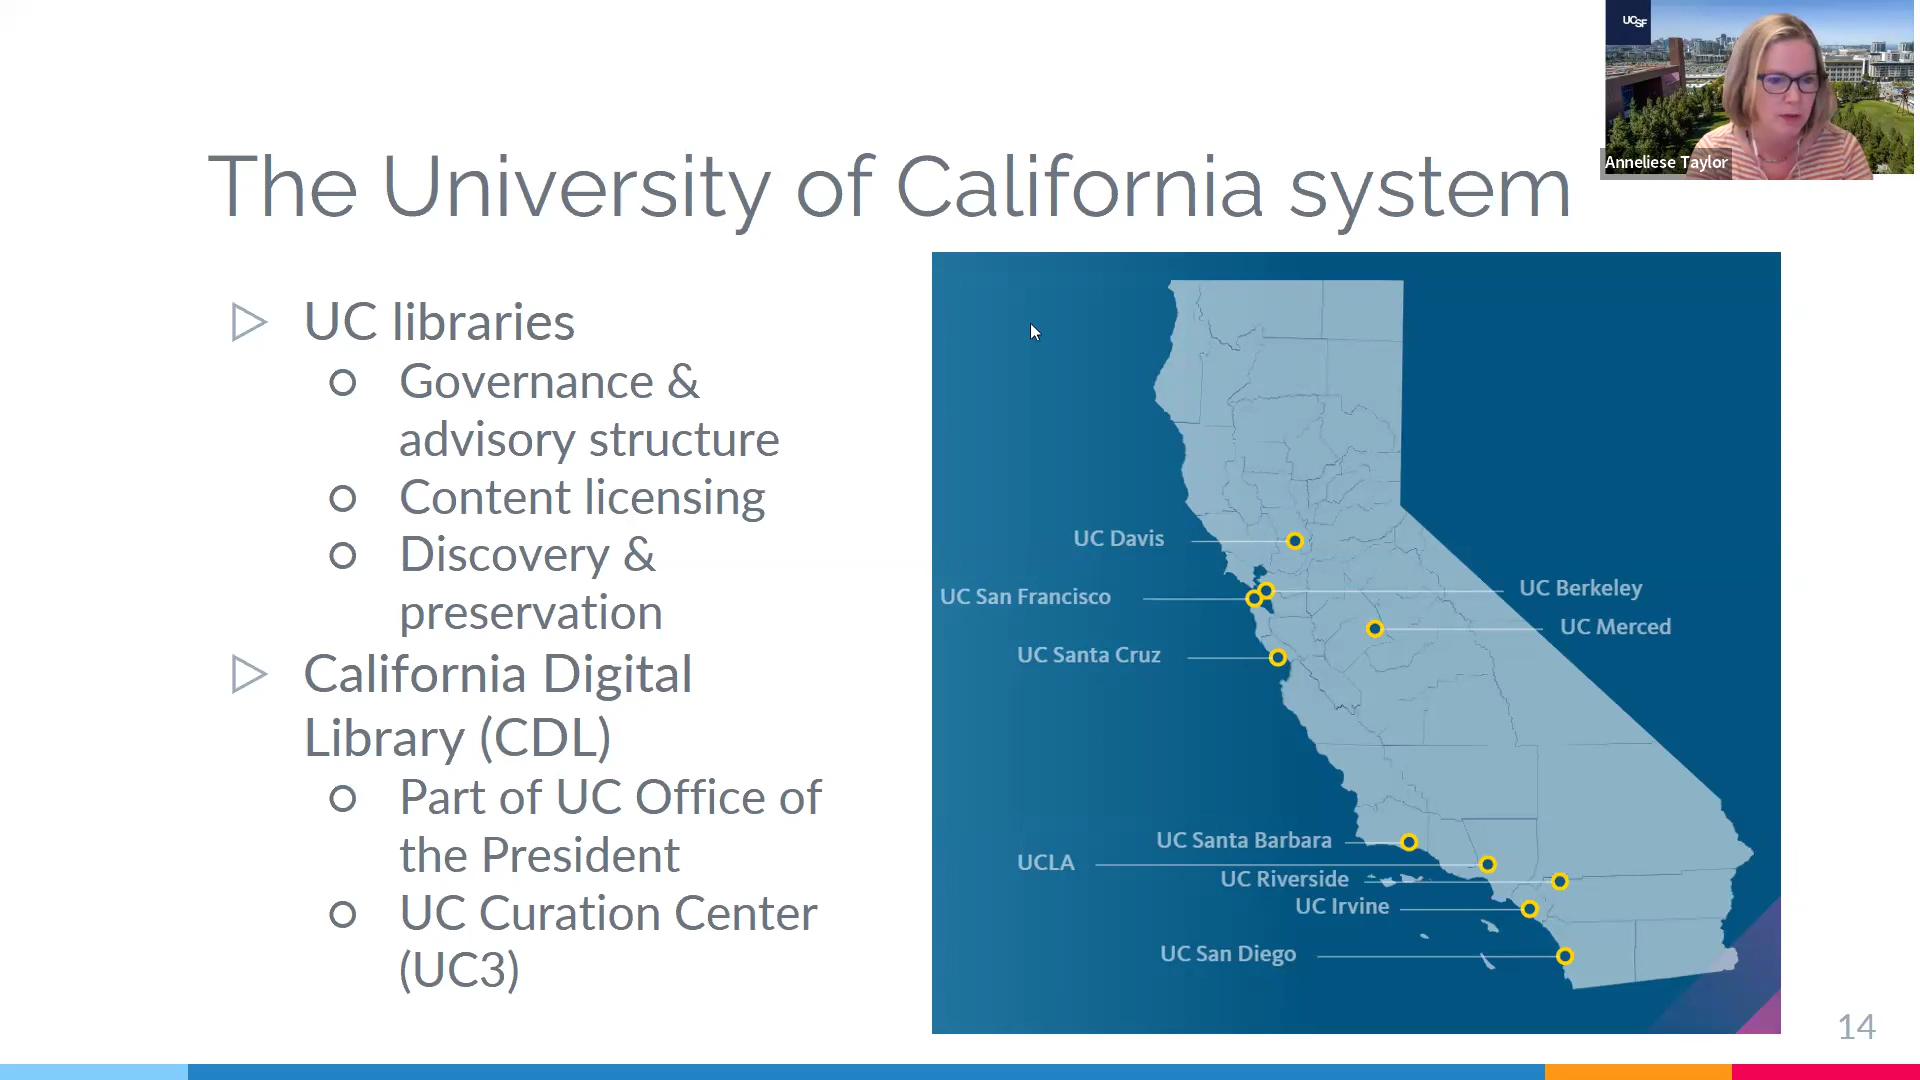 UCSF
Anneliese Taylor
The University of California system
UC libraries
Governance &
advisory structure
Content licensing
Discovery &
preservation
California Digital
Library (CDL)
Part of UC Office of
the President
UC Curation Center
(UC3)
UC Davis
UC San Francisco
UC Berkeley
UC Merced
UC Santa Cruz
UC Santa Barbara
UCLA
UC Riverside
UC Irvine
UC San Diego
14